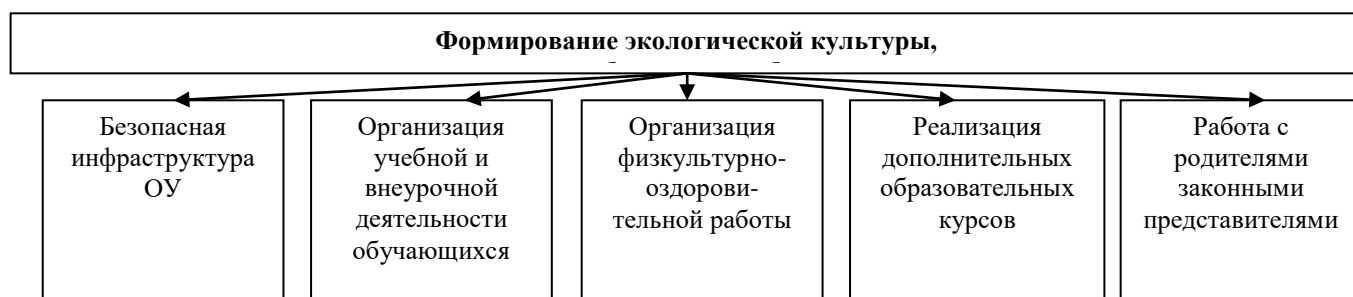 Формирование экологической культуры,
Безопасная
инфраструктура
ОУ
Организация
учебной и
внеурочной
деятельности
обучающихся
Организация
физкультурно-
оздорови-
тельной работы
Реализация
дополнительных
образовательных
курсов
Работа с
родителями
законными
представителями